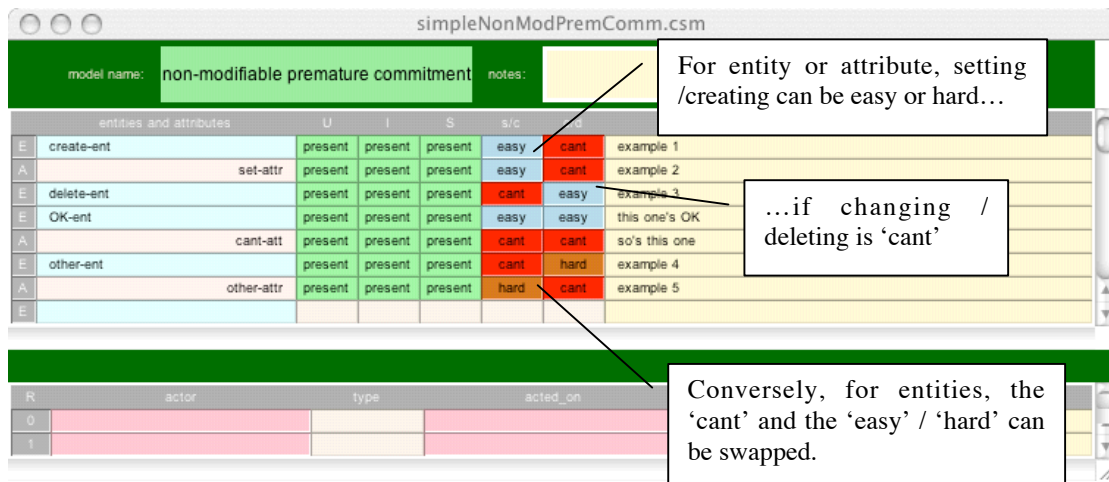 simpleNonModPremComm.csm
model name: non-modifiable premature commitment notes:
For entity or attribute, setting
/creating can be easy or hard…
entities and attributes U I S s/c
E create-ent present present present easy cant example 1
A set-attr present present present easy cant example 2
E delete-ent present present present cant easy example 3
E OK-ent present present present easy easy this one's OK
A cant-att present present present cant cant so's this one
E other-ent present present present cant hard example 4
A other-attr present present present hard cant example 5
E
…if changing /
deleting is ‘cant’
R actor type acted_on
0
1
Conversely, for entities, the
‘cant’ and the ‘easy’ / ‘hard’ can
be swapped.